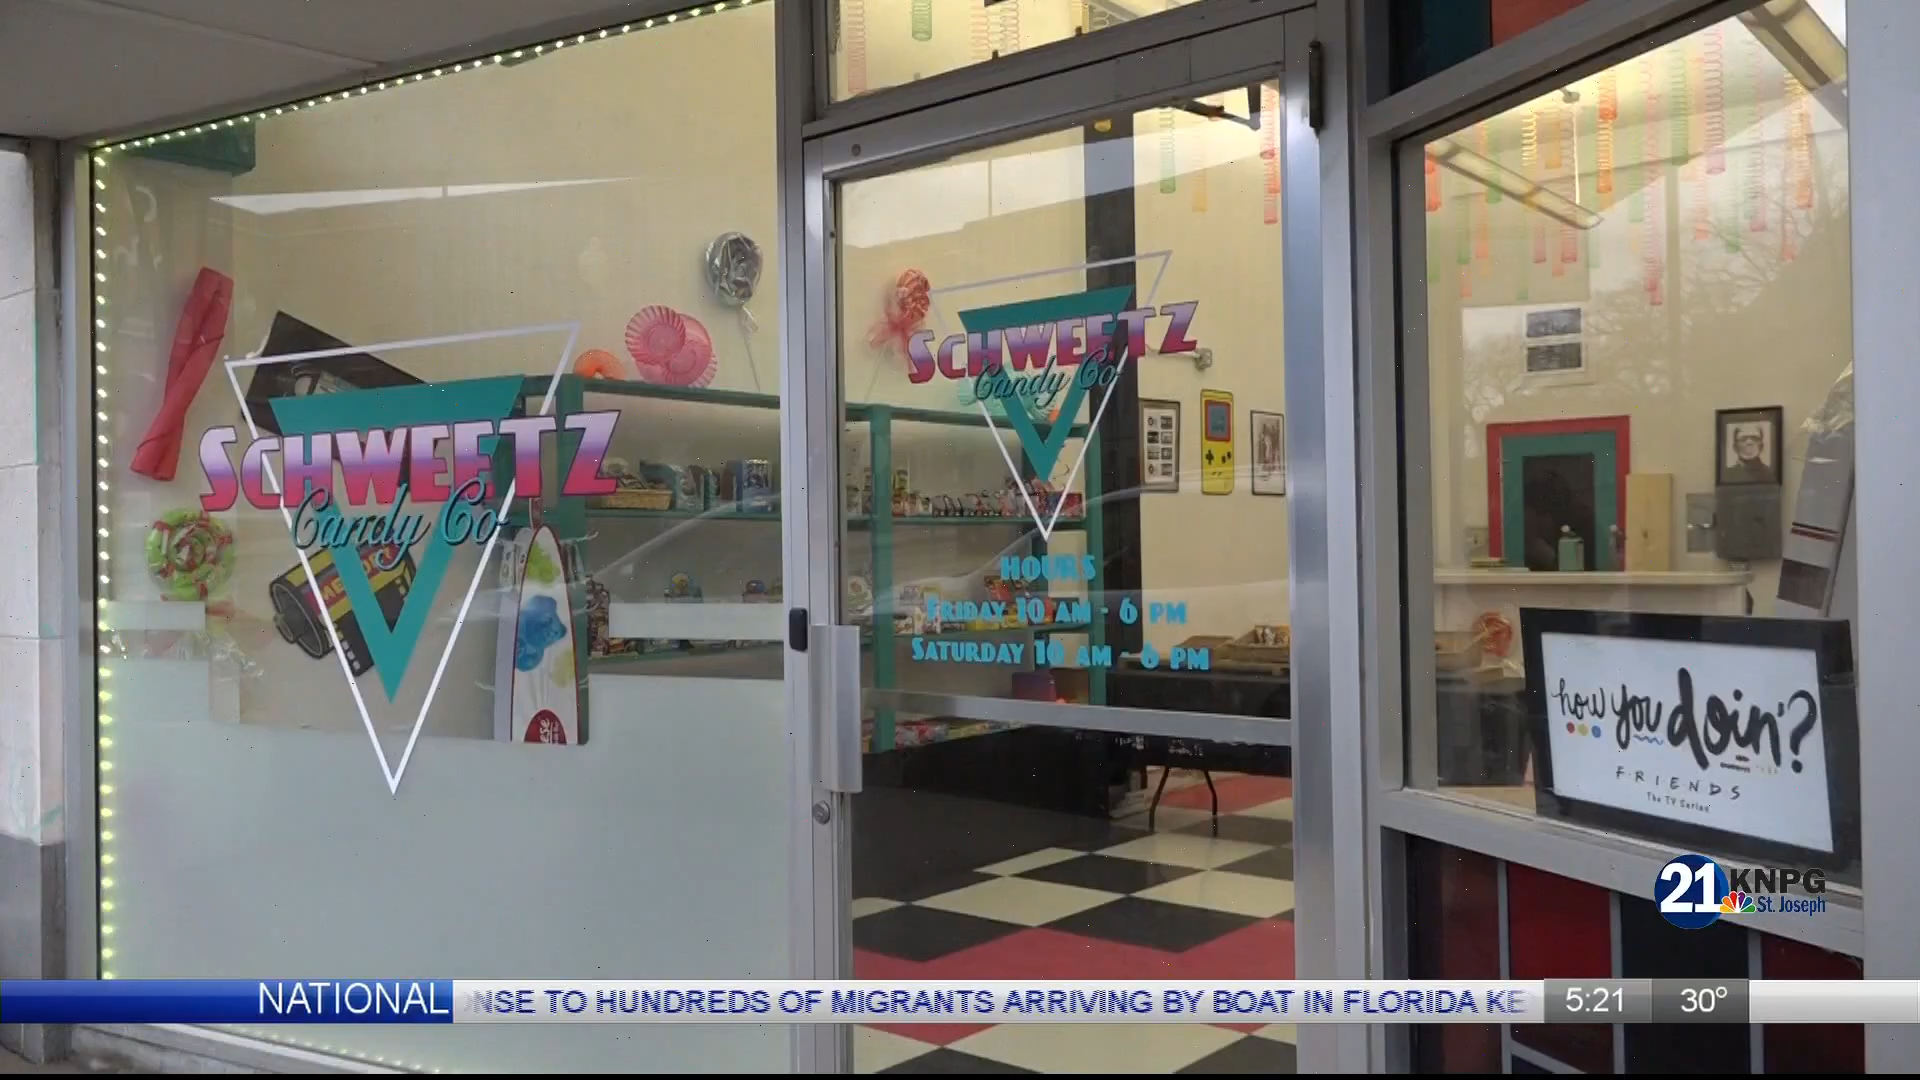 SCHWEETZ
Candy Co
SCHWEETZ
Candy Co
HOURS
FRIDAY 10 AM - 6 PM
SATURDAY 10 AM - 6 PM
how you doin'?
FRIENDS
The TV Series
21 KNPG
St. Joseph
NATIONAL
NSE TO HUNDREDS OF MIGRANTS ARRIVING BY BOAT IN FLORIDA KE
5:21
30°